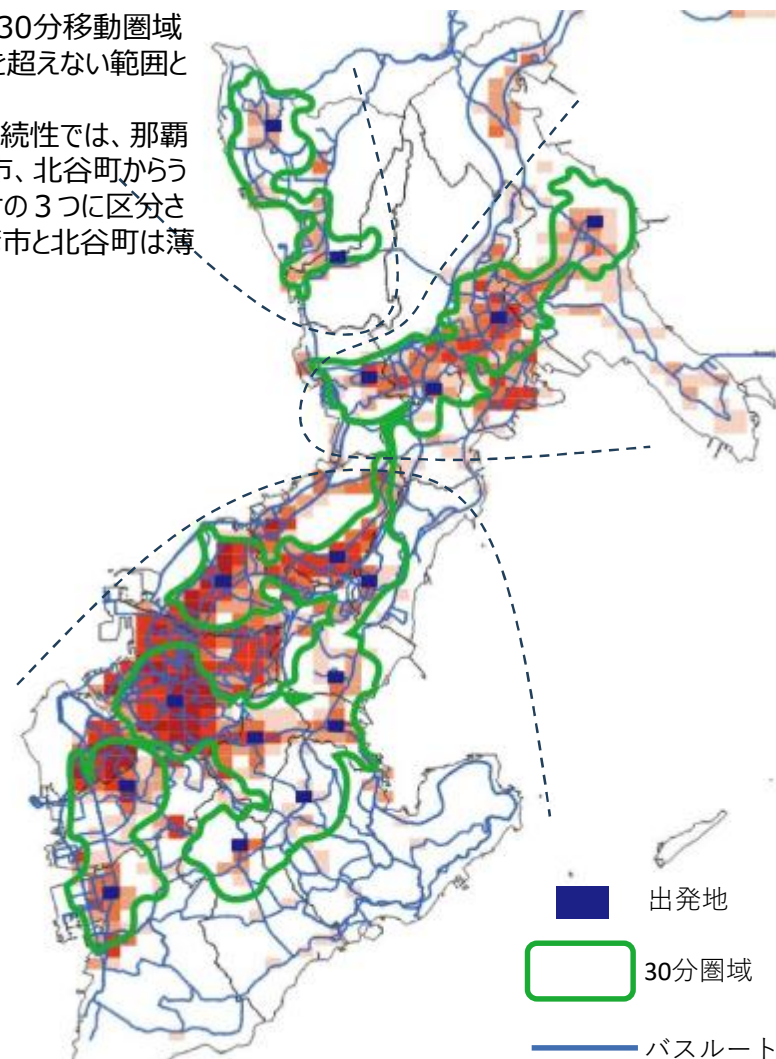 30分移動圏域
を超えない範囲と
続性では、那覇
市、北谷町からう
村の３つに区分さ
市と北谷町は薄
出発地
30分圏域
バスルート